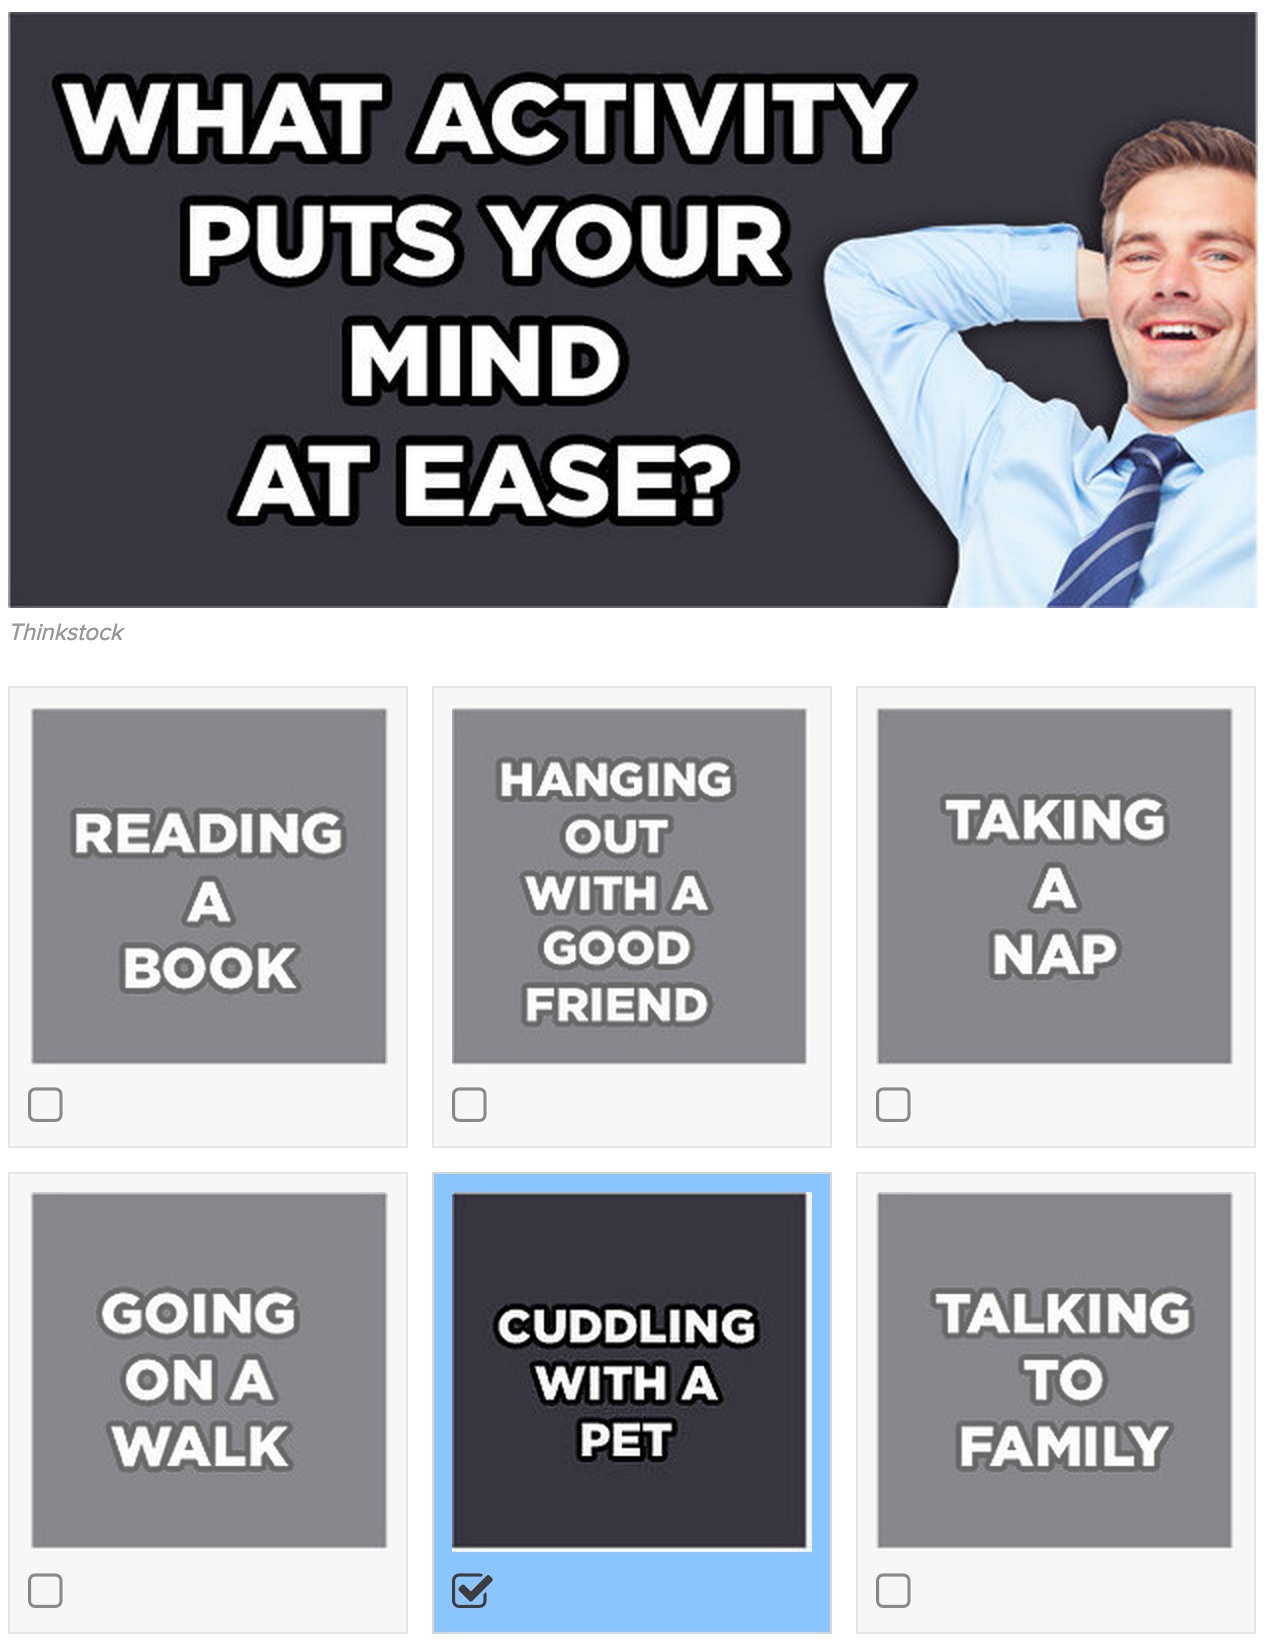 WHAT ACTIVITY
PUTS YOUR
MIND
AT EASE?
Thinkstock
READING
A
BOOK
HANGING
OUT
WITH A
GOOD
FRIEND
TAKING
A
NAP
GOING
ON A
WALK
CUDDLING
WITH A
PET
TALKING
TO
FAMILY